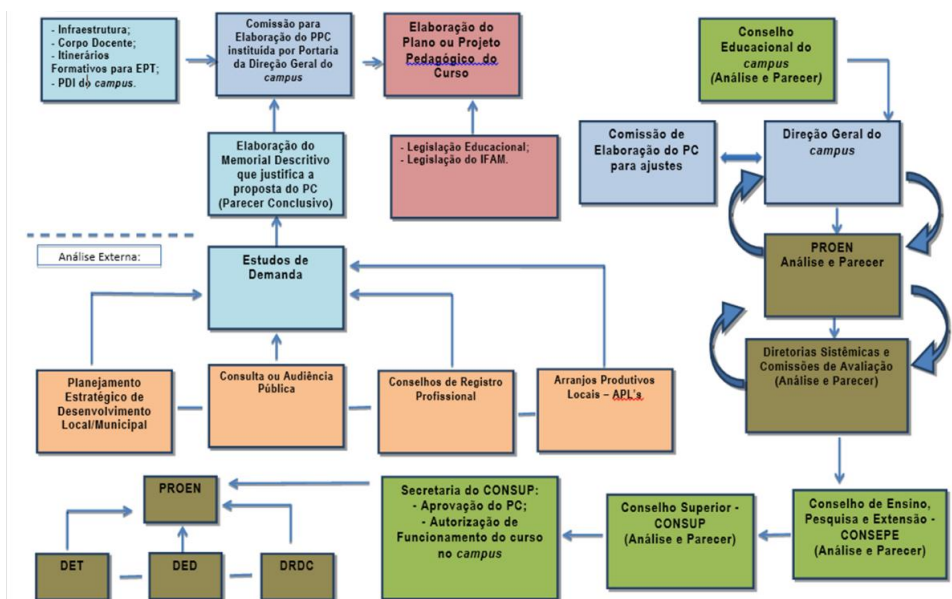 - Infraestrutura;
- Corpo Docente;
- Itinerários
Formativos para EPT;
- PDI do campus.
Comissão para
Elaboração do PPC
instituída por Portaria
da Direção Geral do
campus
Elaboração do
Plano ou Projeto
Pedagógico do
Curso
Conselho
Educacional do
campus
(Análise e Parecer)
Elaboração do
Memorial Descritivo
que justifica a
proposta do PC
(Parecer Conclusivo)
- Legislação Educacional;
- Legislação do IFAM.
Comissão de
Elaboração do PC
para ajustes
Direção Geral do
campus
Análise Externa:
Estudos de
Demanda
PROEN
Análise e Parecer
Diretorias Sistêmicas e
Comissões de Avaliação
(Análise e Parecer)
Planejamento
Estratégico de
Desenvolvimento
Local/Municipal
Consulta ou Audiência
Pública
Conselhos de Registro
Profissional
Arranjos Produtivos
Locais – APL's
PROEN
DET
DED
DRDC
Secretaria do CONSUP:
- Aprovação do PC;
- Autorização de
Funcionamento do curso
no campus
Conselho Superior -
CONSUP
(Análise e Parecer)
Conselho de Ensino,
Pesquisa e Extensão -
CONSEPE
(Análise e Parecer)